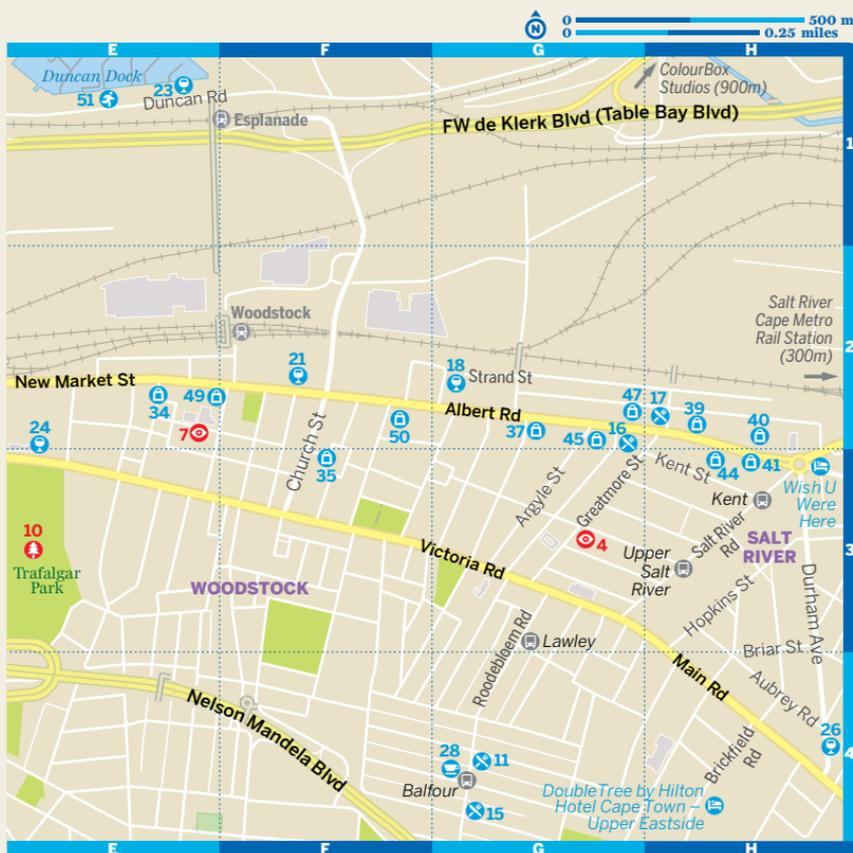 N
0 500 m
0 0.25 miles
E F G H
Duncan Dock
23
51
Duncan Rd
Esplanade
ColourBox
Studios (900m)
FW de Klerk Blvd (Table Bay Blvd)
1
Woodstock
Salt River
Cape Metro
Rail Station
(300m)
2
21
18
Strand St
New Market St
34
49
Albert Rd
47
17
39
40
24
7
50
37
45
16
Church St
35
Kent St
44
41
Wish U
Were
Here
Argyle St
Greatmore St
Kent
10
Trafalgar
Park
4
Salt River
Rd
SALT
RIVER
3
Victoria Rd
Upper
Salt
River
WOODSTOCK
Hopkins St
Durham Ave
Roodebloem Rd
Lawley
Briar St
Main Rd
Aubrey Rd
Nelson Mandela Blvd
Brickfield
Rd
26
4
28
11
Balfour
15
DoubleTree by Hilton
Hotel Cape Town –
Upper Eastside
E F G H